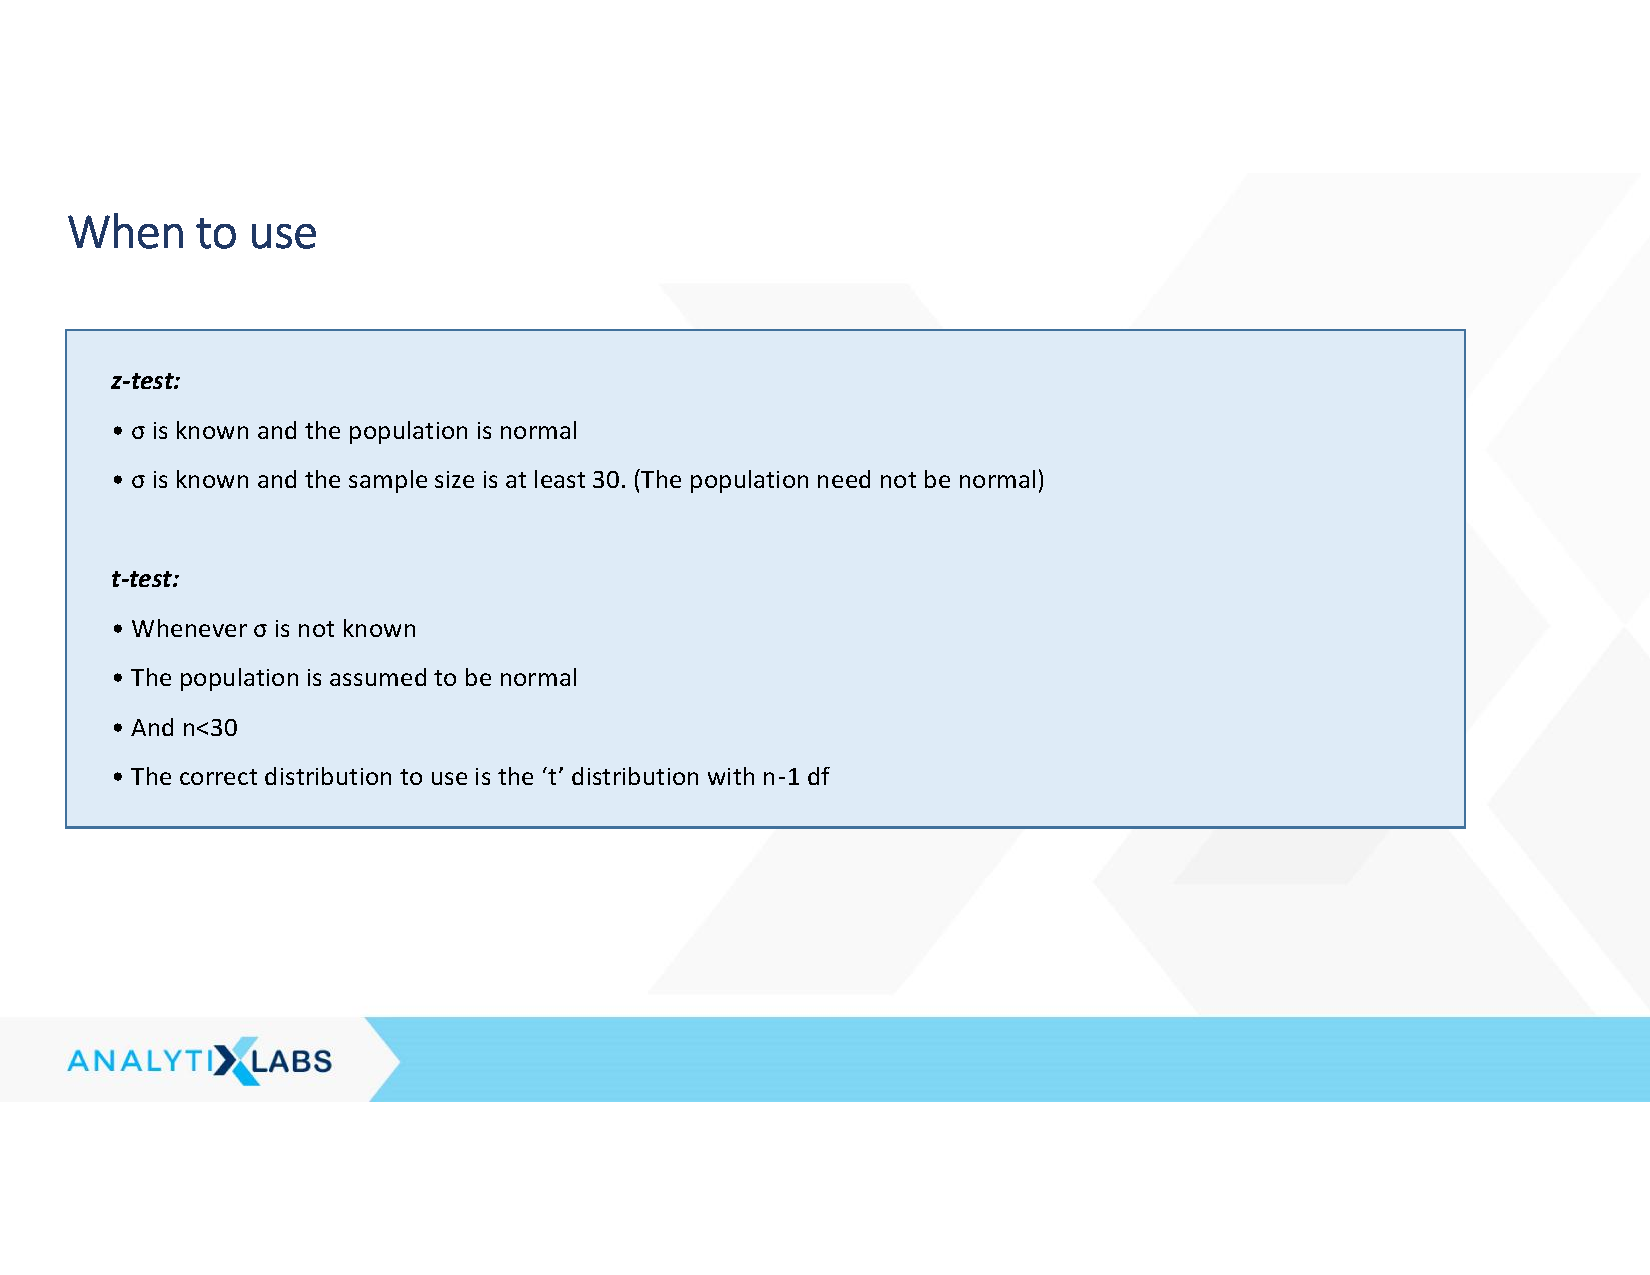 When to use
z-test:
• σ is known and the population is normal
• σ is known and the sample size is at least 30. (The population need not be normal)
t-test:
• Whenever σ is not known
• The population is assumed to be normal
• And n<30
• The correct distribution to use is the ‘t’ distribution with n-1 df
ANALYTIXLABS